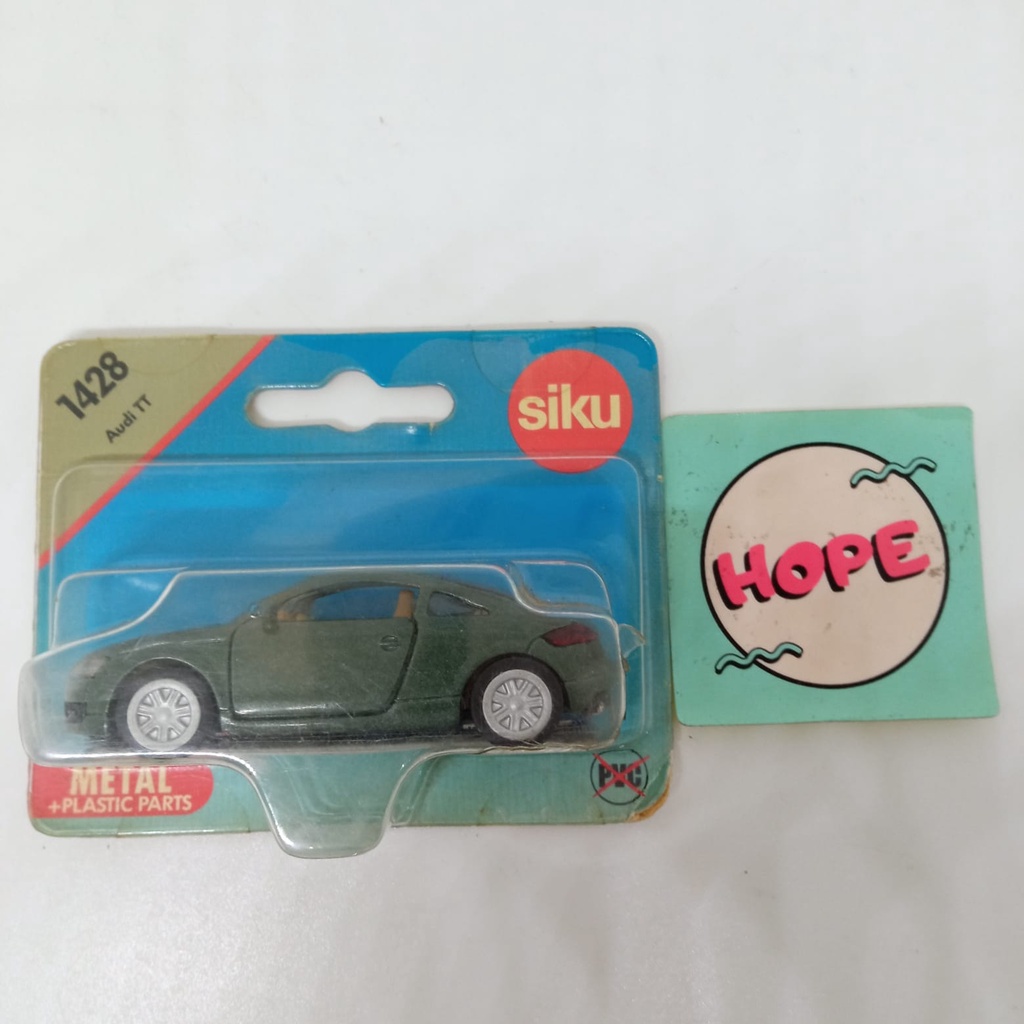 1428
Audi TT
siku
HOPE
METAL
+PLASTIC PARTS
PVC